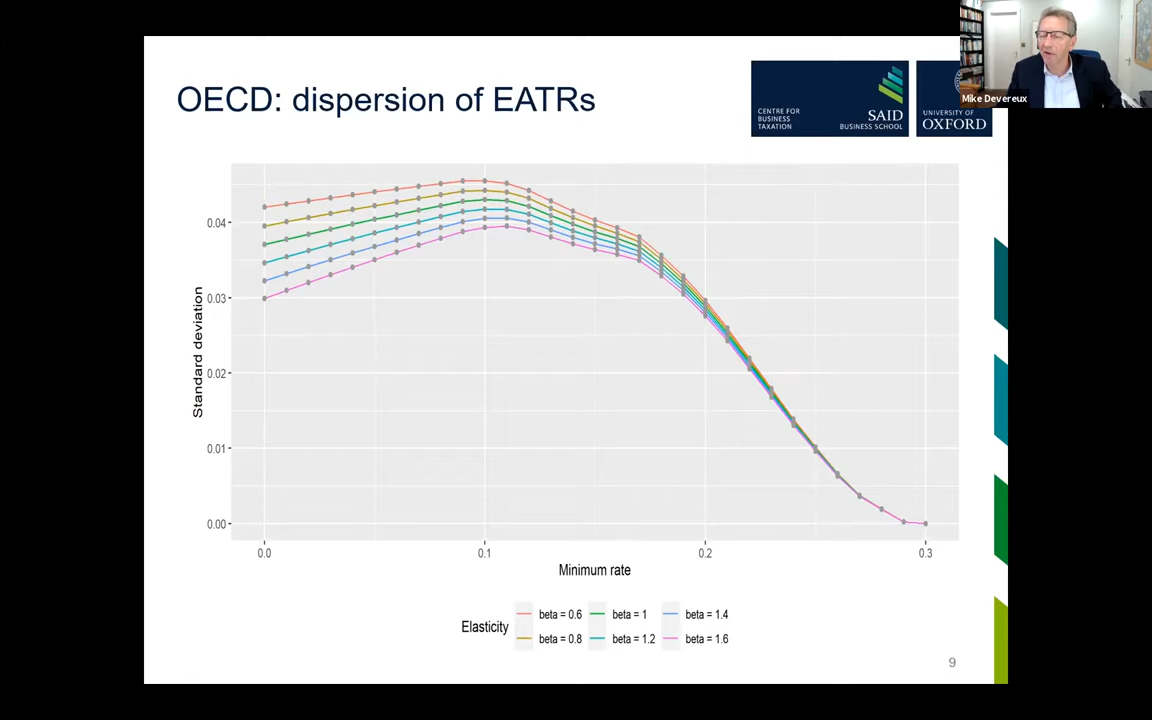 OECD: dispersion of EATRs
CENTRE FOR
BUSINESS
TAXATION
SAID
BUSINESS SCHOOL
UNIVERSITY OF
OXFORD
Mike Devereux
0.04
0.03
0.02
0.01
0.00
Standard deviation
0.0 0.1 0.2 0.3
Minimum rate
Elasticity
beta = 0.6 beta = 1 beta = 1.4
beta = 0.8 beta = 1.2 beta = 1.6
9